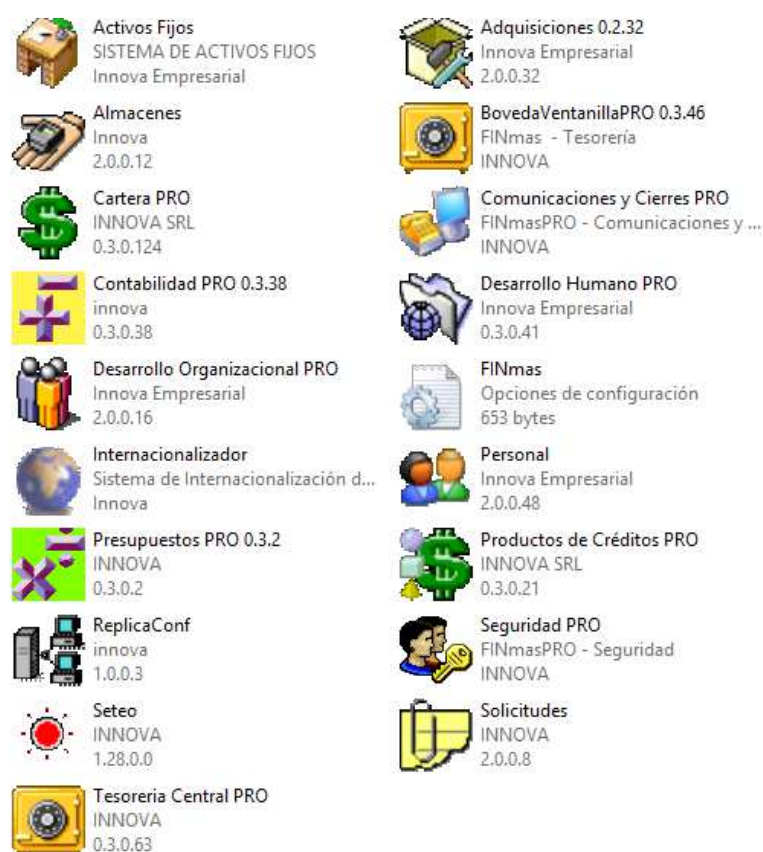 Activos Fijos
SISTEMA DE ACTIVOS FIJOS
Innova Empresarial
Adquisiciones 0.2.32
Innova Empresarial
2.0.0.32
Almacenes
Innova
2.0.0.12
BovedaVentanillaPRO 0.3.46
FINmas - Tesorería
INNOVA
Cartera PRO
INNOVA SRL
0.3.0.124
Comunicaciones y Cierres PRO
FINmasPRO - Comunicaciones y ...
INNOVA
Contabilidad PRO 0.3.38
innova
0.3.0.38
Desarrollo Humano PRO
Innova Empresarial
0.3.0.41
Desarrollo Organizacional PRO
Innova Empresarial
2.0.0.16
FINmas
Opciones de configuración
653 bytes
Internacionalizador
Sistema de Internacionalización d...
Innova
Personal
Innova Empresarial
2.0.0.48
Presupuestos PRO 0.3.2
INNOVA
0.3.0.2
Productos de Créditos PRO
INNOVA SRL
0.3.0.21
ReplicaConf
innova
1.0.0.3
Seguridad PRO
FINmasPRO - Seguridad
INNOVA
Seteo
INNOVA
1.28.0.0
Solicitudes
INNOVA
2.0.0.8
Tesoreria Central PRO
INNOVA
0.3.0.63